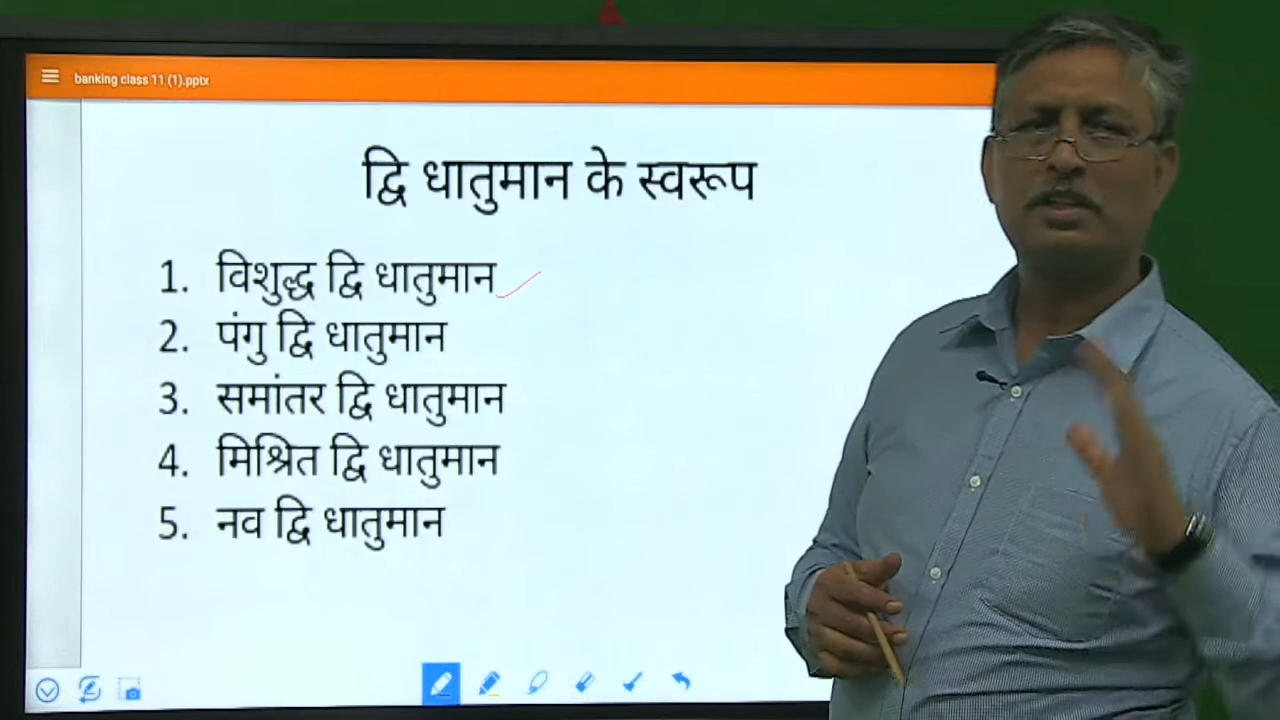 banking class 11 (1).pptx
द्वि धातुमान के स्वरूप
1. विशुद्ध द्वि धातुमान
2. पंगु द्वि धातुमान
3. समांतर द्वि धातुमान
4. मिश्रित द्वि धातुमान
5. नव द्वि धातुमान